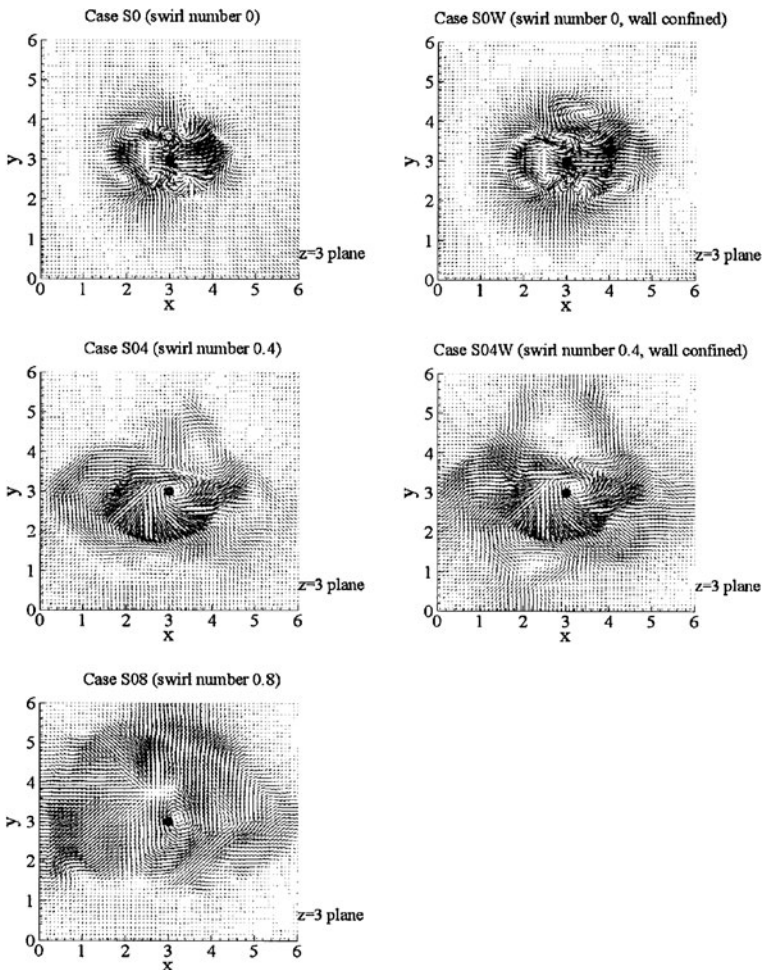 Case S0 (swirl number 0)
6
5
4
y
3
2
1
0
z=3 plane
0 1 2 3 4 5 6
x
Case S0W (swirl number 0, wall confined)
6
5
4
y
3
2
1
0
z=3 plane
0 1 2 3 4 5 6
x
Case S04 (swirl number 0.4)
6
5
4
y
3
2
1
0
z=3 plane
0 1 2 3 4 5 6
x
Case S04W (swirl number 0.4, wall confined)
6
5
4
y
3
2
1
0
z=3 plane
0 1 2 3 4 5 6
x
Case S08 (swirl number 0.8)
6
5
4
y
3
2
1
0
z=3 plane
0 1 2 3 4 5 6
x